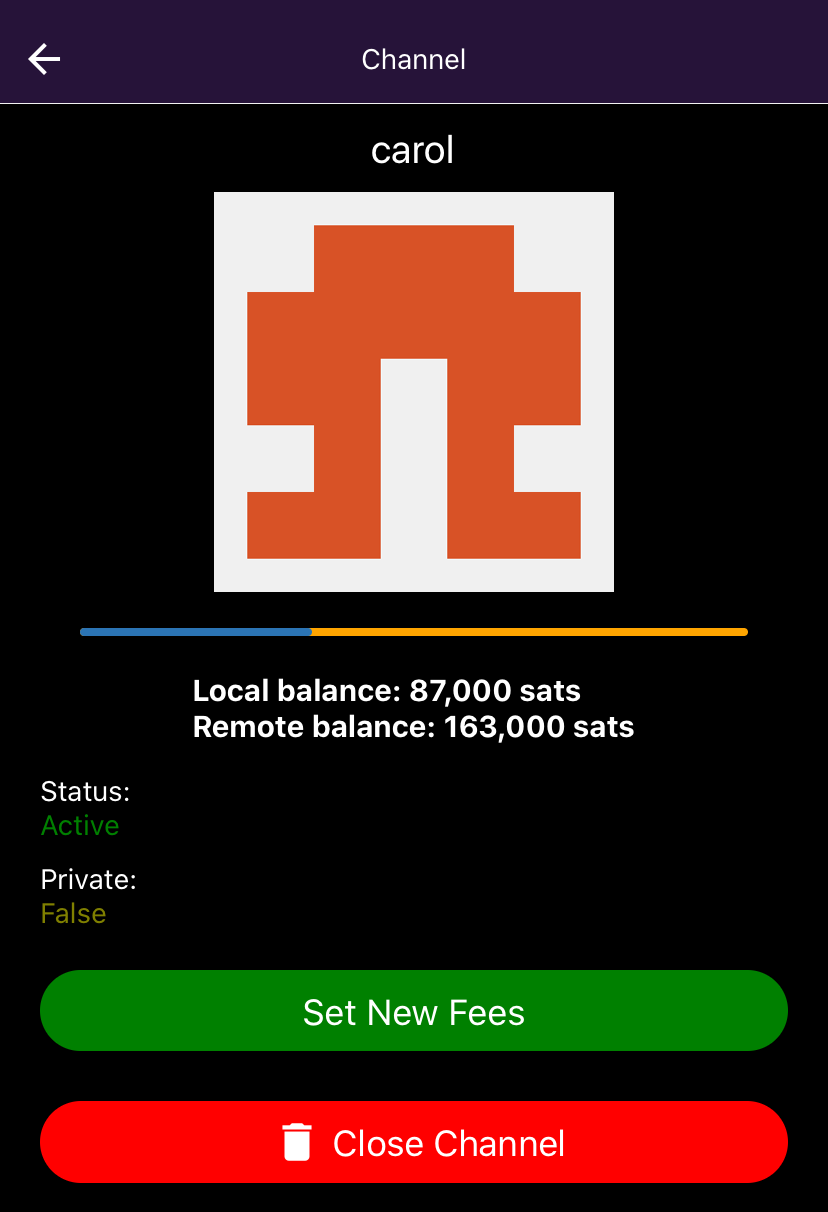 Channel
carol
Local balance: 87,000 sats
Remote balance: 163,000 sats
Status:
Active
Private:
False
Set New Fees
Close Channel